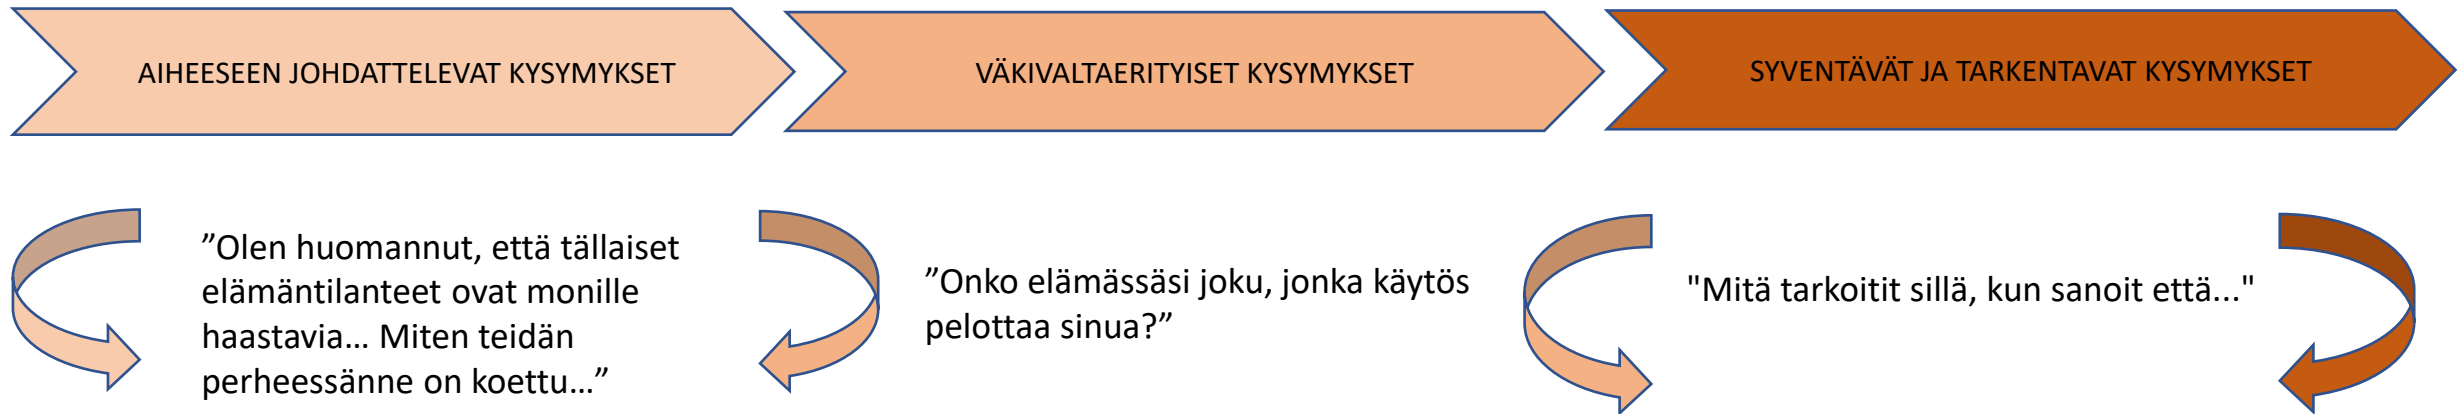 AIHEESEEN JOHDATTELEVAT KYSYMYKSET
VÄKIVALTAERITYISET KYSYMYKSET
SYVENTÄVÄT JA TARKENTAVAT KYSYMYKSET
”Olen huomannut, että tällaiset
elämäntilanteet ovat monille
haastavia… Miten teidän
perheessänne on koettu…”
”Onko elämässäsi joku, jonka käytös
pelottaa sinua?”
"Mitä tarkoitit sillä, kun sanoit että..."